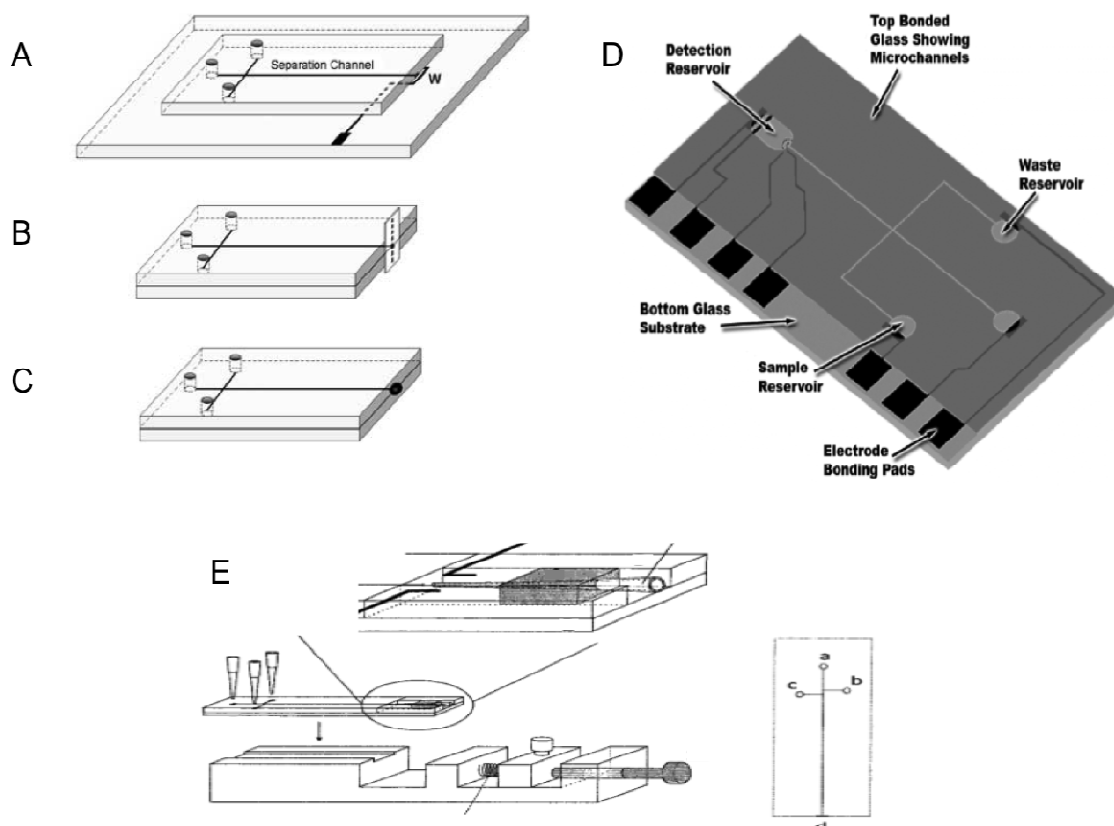 A
Separation Channel
W
B
C
D
Detection
Reservoir
Top Bonded
Glass Showing
Microchannels
Waste
Reservoir
Bottom Glass
Substrate
Sample
Reservoir
Electrode
Bonding Pads
E
a
c
b